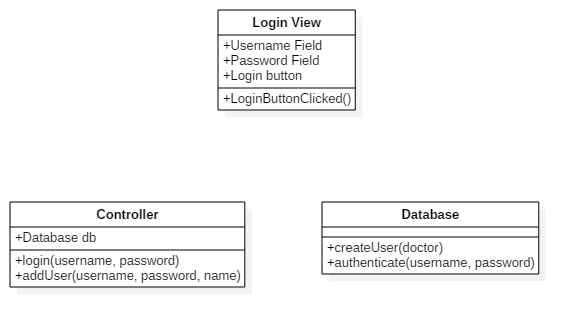 Login View
+Username Field
+Password Field
+Login button
+LoginButtonClicked()
Controller
+Database db
+login(username, password)
+addUser(username, password, name)
Database
+createUser(doctor)
+authenticate(username, password)